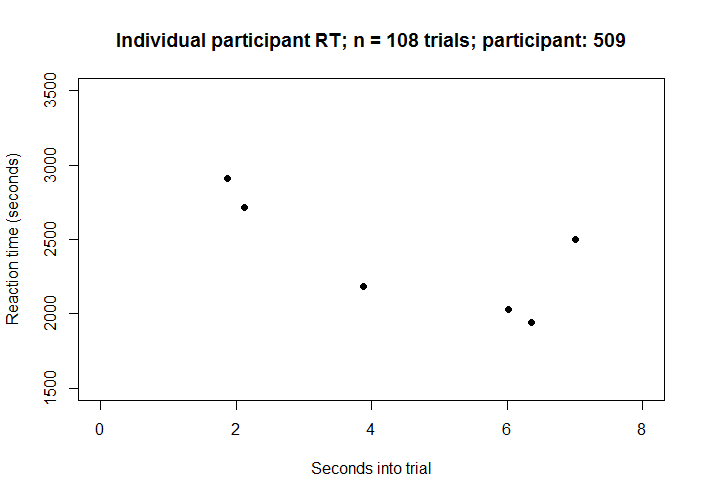 Individual participant RT; n = 108 trials; participant: 509
Reaction time (seconds)
3500
3000
2500
2000
1500
0 2 4 6 8
Seconds into trial